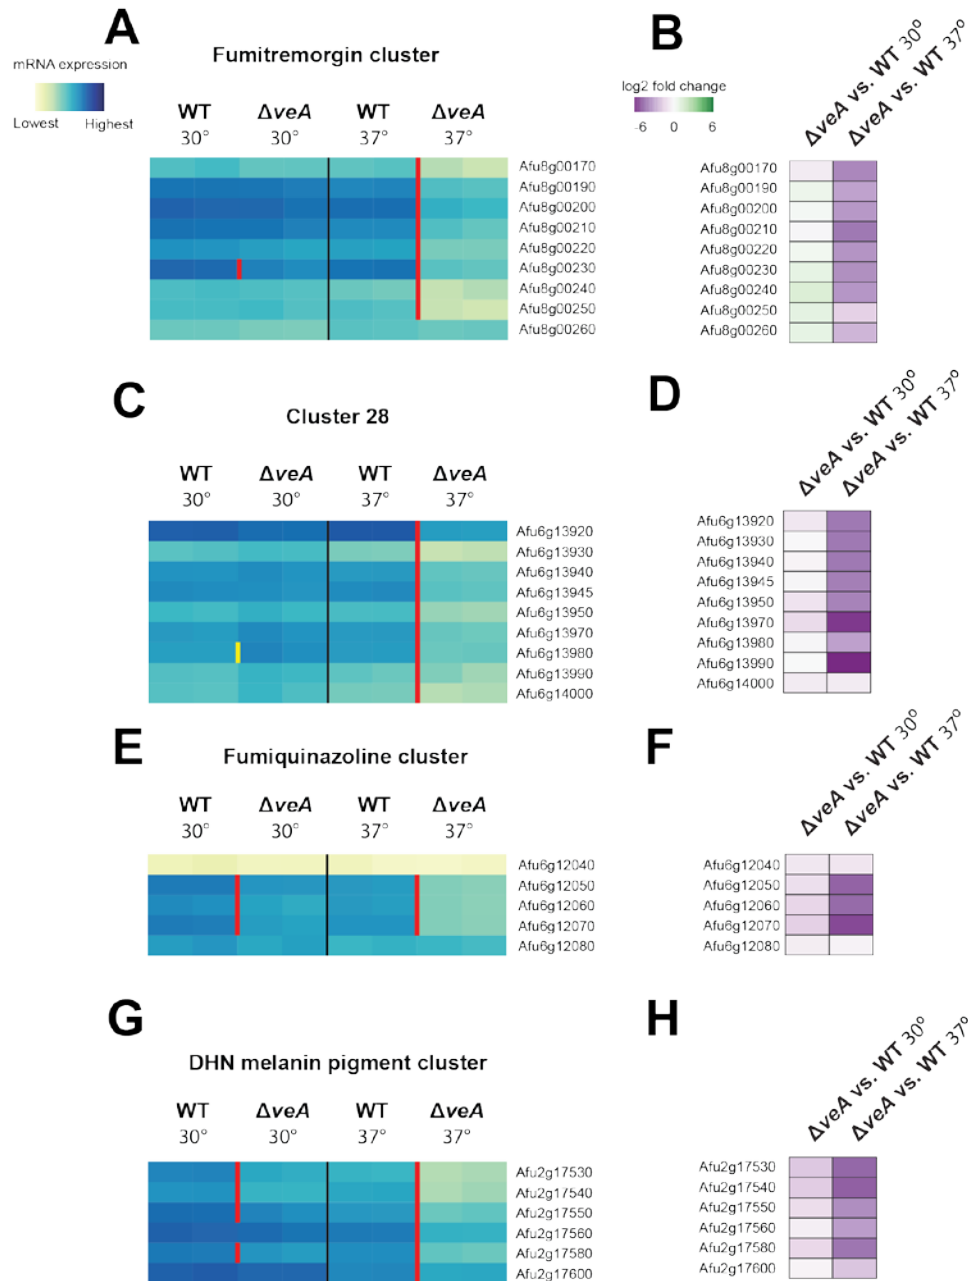 A
Fumitremorgin cluster
mRNA expression
Lowest Highest
WT ΔveA WT ΔveA
30° 30° 37° 37°
Afu8g00170
Afu8g00190
Afu8g00200
Afu8g00210
Afu8g00220
Afu8g00230
Afu8g00240
Afu8g00250
Afu8g00260
B
log2 fold change
-6 0 6
ΔveA vs. WT 30°
ΔveA vs. WT 37°
Afu8g00170
Afu8g00190
Afu8g00200
Afu8g00210
Afu8g00220
Afu8g00230
Afu8g00240
Afu8g00250
Afu8g00260
C
Cluster 28
WT ΔveA WT ΔveA
30° 30° 37° 37°
Afu6g13920
Afu6g13930
Afu6g13940
Afu6g13945
Afu6g13950
Afu6g13970
Afu6g13980
Afu6g13990
Afu6g14000
D
ΔveA vs. WT 30°
ΔveA vs. WT 37°
Afu6g13920
Afu6g13930
Afu6g13940
Afu6g13945
Afu6g13950
Afu6g13970
Afu6g13980
Afu6g13990
Afu6g14000
E
Fumiquinazoline cluster
WT ΔveA WT ΔveA
30° 30° 37° 37°
Afu6g12040
Afu6g12050
Afu6g12060
Afu6g12070
Afu6g12080
F
ΔveA vs. WT 30°
ΔveA vs. WT 37°
Afu6g12040
Afu6g12050
Afu6g12060
Afu6g12070
Afu6g12080
G
DHN melanin pigment cluster
WT ΔveA WT ΔveA
30° 30° 37° 37°
Afu2g17530
Afu2g17540
Afu2g17550
Afu2g17560
Afu2g17580
Afu2g17600
H
ΔveA vs. WT 30°
ΔveA vs. WT 37°
Afu2g17530
Afu2g17540
Afu2g17550
Afu2g17560
Afu2g17580
Afu2g17600